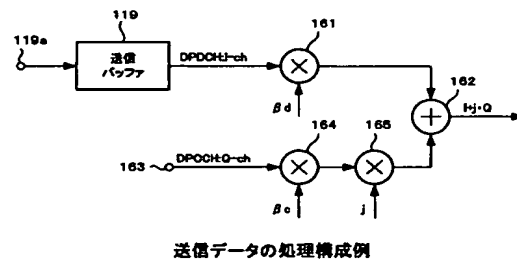 119
161
119a
送信
バッファ
DPDCH:I-ch
βd
162
I+j・Q
164
165
163
DPCCH:Q-ch
βc
j
送信データの処理構成例